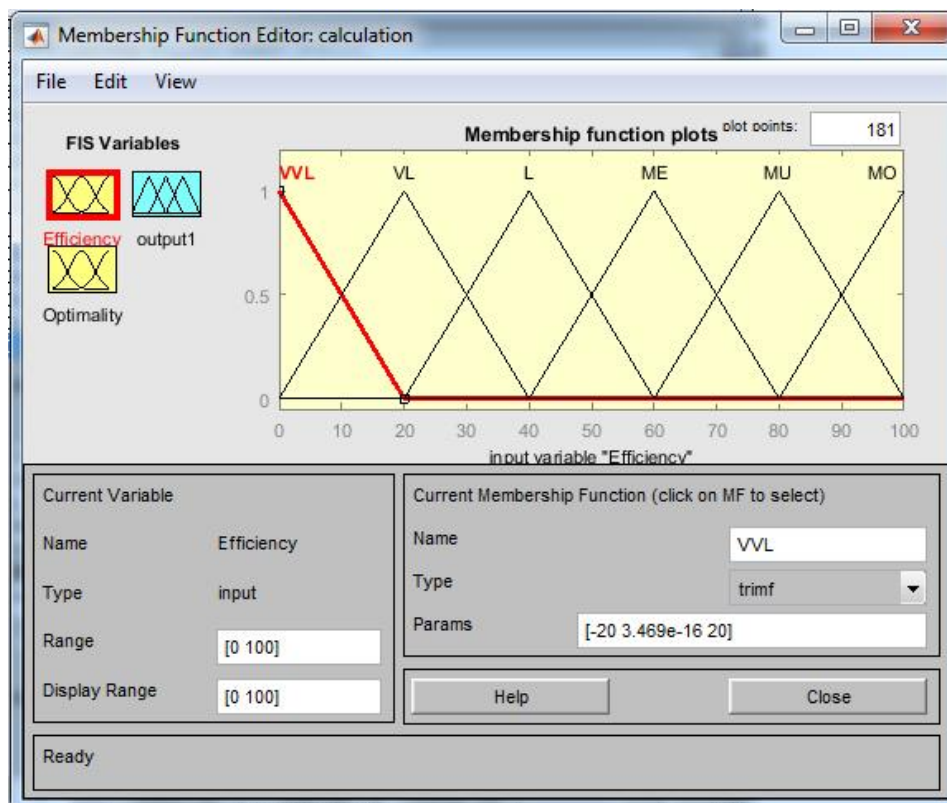 Membership Function Editor: calculation
File Edit View
FIS Variables
Efficiency output1
Optimality
Membership function plots plot points: 181
VVL VL L ME MU MO
1
0.5
0
0 10 20 30 40 50 60 70 80 90 100
input variable "Efficiency"
Current Variable
Name Efficiency
Type input
Range [0 100]
Display Range [0 100]
Current Membership Function (click on MF to select)
Name VVL
Type trimf
Params [-20 3.469e-16 20]
Help Close
Ready